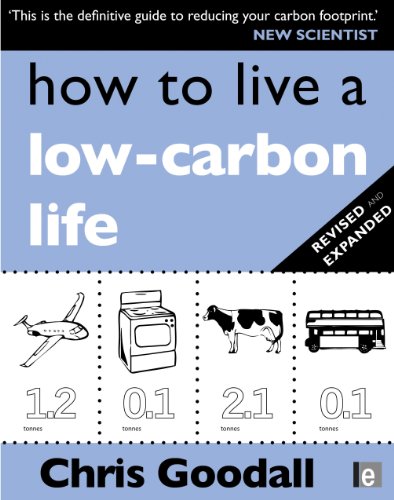 'This is the definitive guide to reducing your carbon footprint.'
NEW SCIENTIST
how to live a
low-carbon
life
REVISED AND
EXPANDED
1.2 0.1 2.1 0.1
tonnes tonnes tonnes tonnes
Chris Goodall e